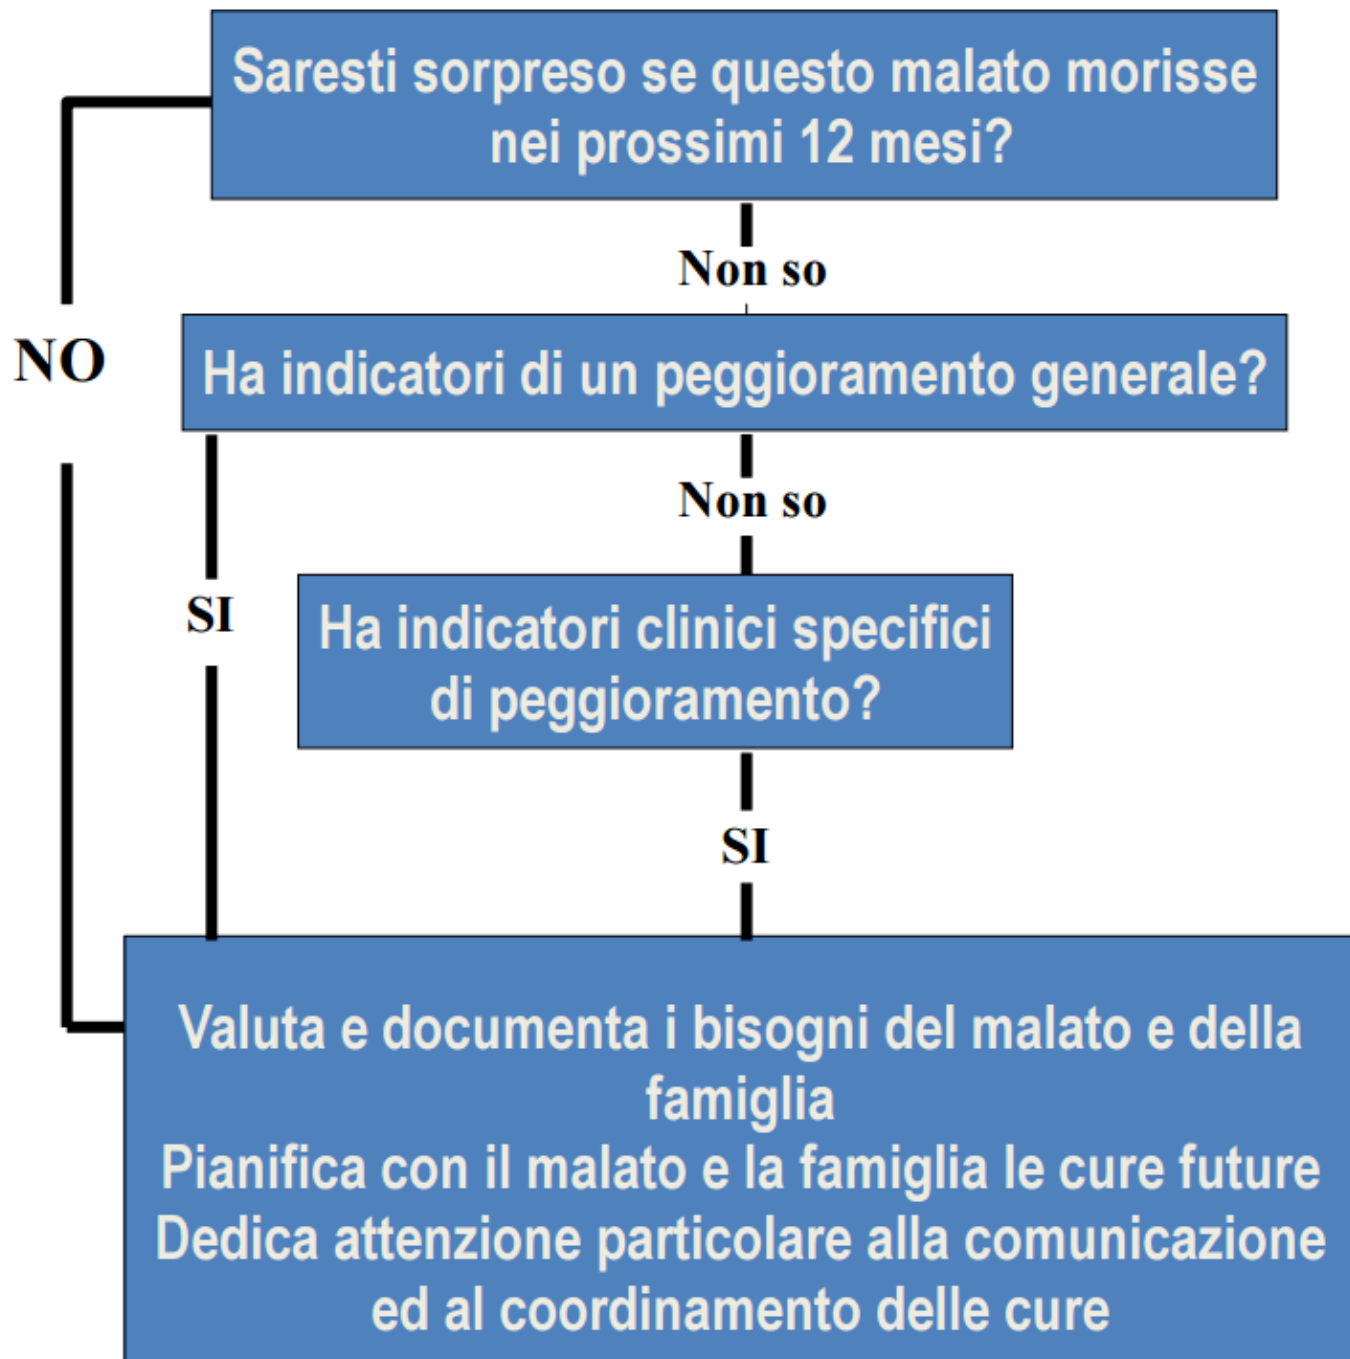 Saresti sorpreso se questo malato morisse
nei prossimi 12 mesi?
Non so
NO
Ha indicatori di un peggioramento generale?
Non so
SI
Ha indicatori clinici specifici
di peggioramento?
SI
Valuta e documenta i bisogni del malato e della
famiglia
Pianifica con il malato e la famiglia le cure future
Dedica attenzione particolare alla comunicazione
ed al coordinamento delle cure